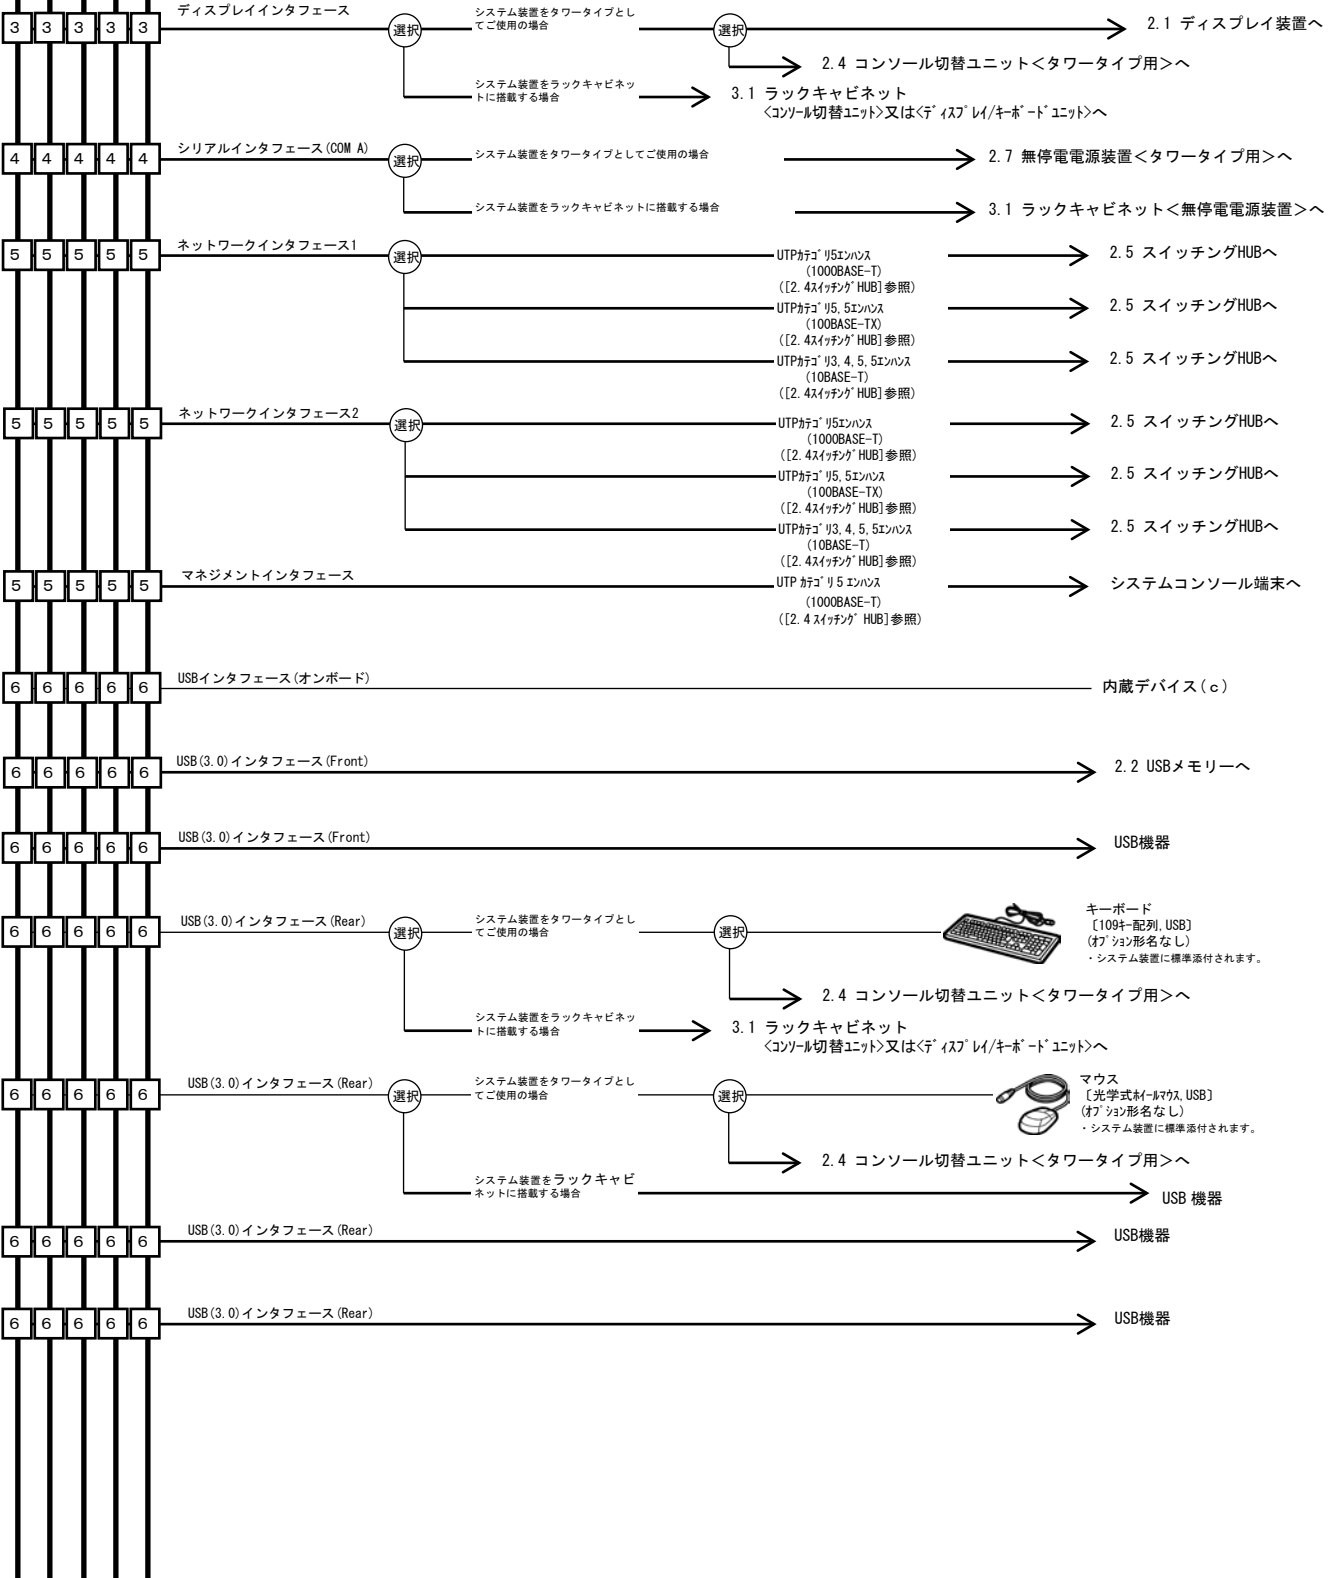 3 3 3 3 3
ディスプレイインタフェース
選択
システム装置をタワータイプとし
てご使用の場合
選択
2.1 ディスプレイ装置へ
2.4 コンソール切替ユニット＜タワータイプ用＞へ
システム装置をラックキャビネッ
トに搭載する場合
3.1 ラックキャビネット
<ｺﾝｿｰﾙ切替ﾕﾆｯﾄ>又は<ﾃﾞｨｽﾌﾟﾚｲ/ｷｰﾎﾞｰﾄﾞﾕﾆｯﾄ>へ
4 4 4 4 4
シリアルインタフェース(COM A)
選択
システム装置をタワータイプとしてご使用の場合
2.7 無停電電源装置＜タワータイプ用＞へ
システム装置をラックキャビネットに搭載する場合
3.1 ラックキャビネット＜無停電電源装置＞へ
5 5 5 5 5
ネットワークインタフェース1
選択
UTPｶﾃｺﾞﾘ5ｴﾝﾊﾝｽ
(1000BASE-T)
([2.4ｽｲｯﾁﾝｸﾞHUB]参照)
2.5 スイッチングHUBへ
UTPｶﾃｺﾞﾘ5,5ｴﾝﾊﾝｽ
(100BASE-TX)
([2.4ｽｲｯﾁﾝｸﾞHUB]参照)
2.5 スイッチングHUBへ
UTPｶﾃｺﾞﾘ3,4,5,5ｴﾝﾊﾝｽ
(10BASE-T)
([2.4ｽｲｯﾁﾝｸﾞHUB]参照)
2.5 スイッチングHUBへ
5 5 5 5 5
ネットワークインタフェース2
選択
UTPｶﾃｺﾞﾘ5ｴﾝﾊﾝｽ
(1000BASE-T)
([2.4ｽｲｯﾁﾝｸﾞHUB]参照)
2.5 スイッチングHUBへ
UTPｶﾃｺﾞﾘ5,5ｴﾝﾊﾝｽ
(100BASE-TX)
([2.4ｽｲｯﾁﾝｸﾞHUB]参照)
2.5 スイッチングHUBへ
UTPｶﾃｺﾞﾘ3,4,5,5ｴﾝﾊﾝｽ
(10BASE-T)
([2.4ｽｲｯﾁﾝｸﾞHUB]参照)
2.5 スイッチングHUBへ
5 5 5 5 5
マネジメントインタフェース
UTP ｶﾃｺﾞﾘ 5 ｴﾝﾊﾝｽ
(1000BASE-T)
([2.4 ｽｲｯﾁﾝｸﾞ HUB]参照)
システムコンソール端末へ
6 6 6 6 6
USBインタフェース(オンボード)
内蔵デバイス(ｃ)
6 6 6 6 6
USB(3.0)インタフェース(Front)
2.2 USBメモリーへ
6 6 6 6 6
USB(3.0)インタフェース(Front)
USB機器
6 6 6 6 6
USB(3.0)インタフェース(Rear)
選択
システム装置をタワータイプとし
てご使用の場合
選択
キーボード
〔109ｷｰ配列,USB〕
(ｵﾌﾟｼｮﾝ形名なし)
・システム装置に標準添付されます。
2.4 コンソール切替ユニット＜タワータイプ用＞へ
システム装置をラックキャビネッ
トに搭載する場合
3.1 ラックキャビネット
<ｺﾝｿｰﾙ切替ﾕﾆｯﾄ>又は<ﾃﾞｨｽﾌﾟﾚｲ/ｷｰﾎﾞｰﾄﾞﾕﾆｯﾄ>へ
6 6 6 6 6
USB(3.0)インタフェース(Rear)
選択
システム装置をタワータイプとし
てご使用の場合
選択
マウス
〔光学式ﾎｲｰﾙﾏｳｽ,USB〕
(ｵﾌﾟｼｮﾝ形名なし)
・システム装置に標準添付されます。
2.4 コンソール切替ユニット＜タワータイプ用＞へ
システム装置をラックキャビ
ネットに搭載する場合
USB 機器
6 6 6 6 6
USB(3.0)インタフェース(Rear)
USB機器
6 6 6 6 6
USB(3.0)インタフェース(Rear)
USB機器